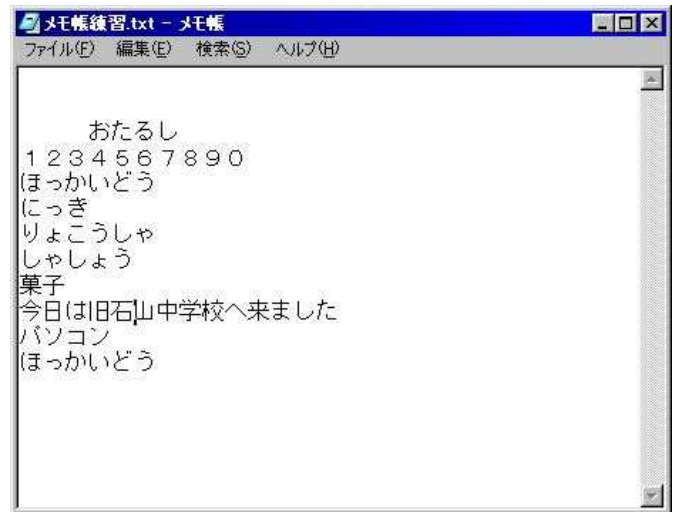 メモ帳練習.txt - メモ帳
ファイル(F) 編集(E) 検索(S) ヘルプ(H)
おたるし
１２３４５６７８９０
ほっかいどう
にっき
りょこうしゃ
しゃしょう
菓子
今日は旧石山中学校へ来ました
パソコン
ほっかいどう